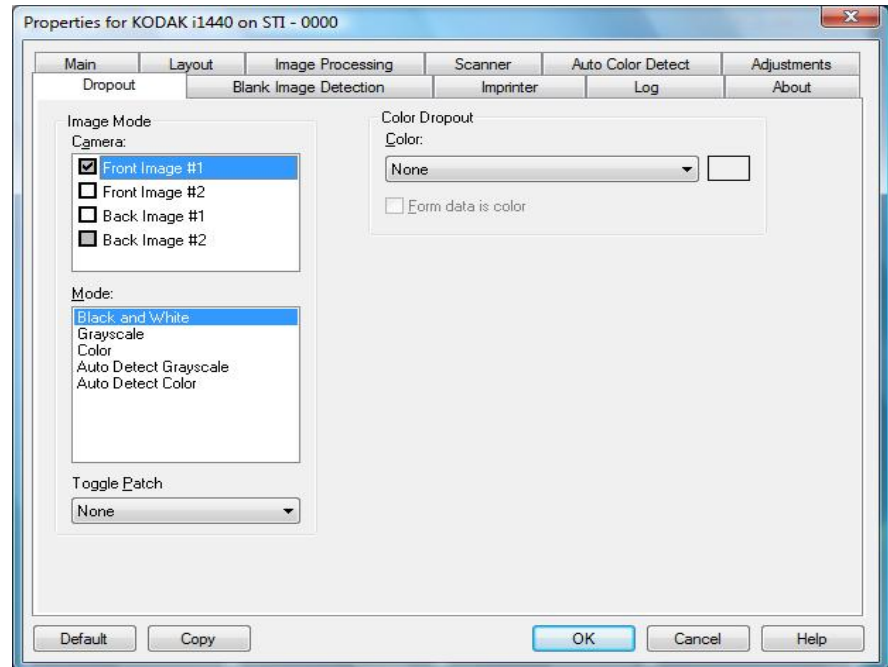 Properties for KODAK i1440 on STI - 0000
Main Layout Image Processing Scanner Auto Color Detect Adjustments
Dropout Blank Image Detection Imprinter Log About
Image Mode
Camera:
Front Image #1
Front Image #2
Back Image #1
Back Image #2
Mode:
Black and White
Grayscale
Color
Auto Detect Grayscale
Auto Detect Color
Toggle Patch
None
Color Dropout
Color:
None
Form data is color
Default Copy OK Cancel Help